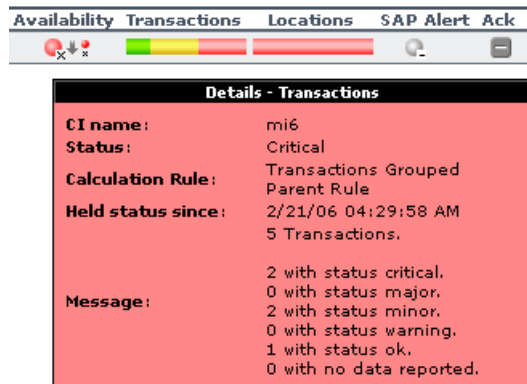 Availability Transactions Locations SAP Alert Ack
Details - Transactions
CI name: mi6
Status: Critical
Calculation Rule: Transactions Grouped
Parent Rule
Held status since: 2/21/06 04:29:58 AM
5 Transactions.
2 with status critical.
0 with status major.
Message: 2 with status minor.
0 with status warning.
1 with status ok.
0 with no data reported.